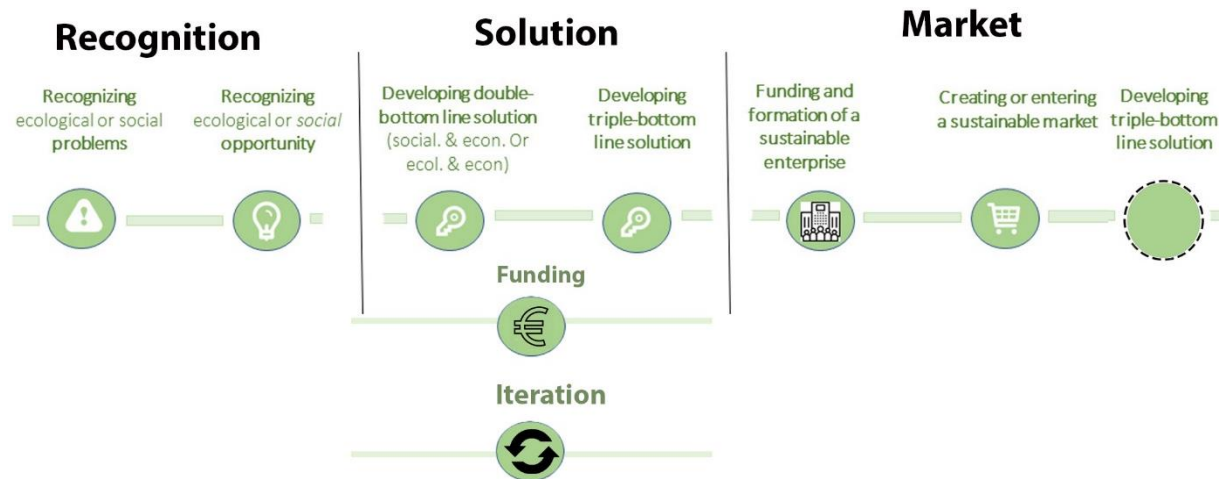 Recognition
Recognizing
ecological or social
problems
Recognizing
ecological or social
opportunity
Solution
Developing double-
bottom line solution
(social. & econ. Or
ecol. & econ)
Developing
triple-bottom
line solution
Funding
€
Iteration
Market
Funding and
formation of a
sustainable
enterprise
Creating or entering
a sustainable market
Developing
triple-bottom
line solution